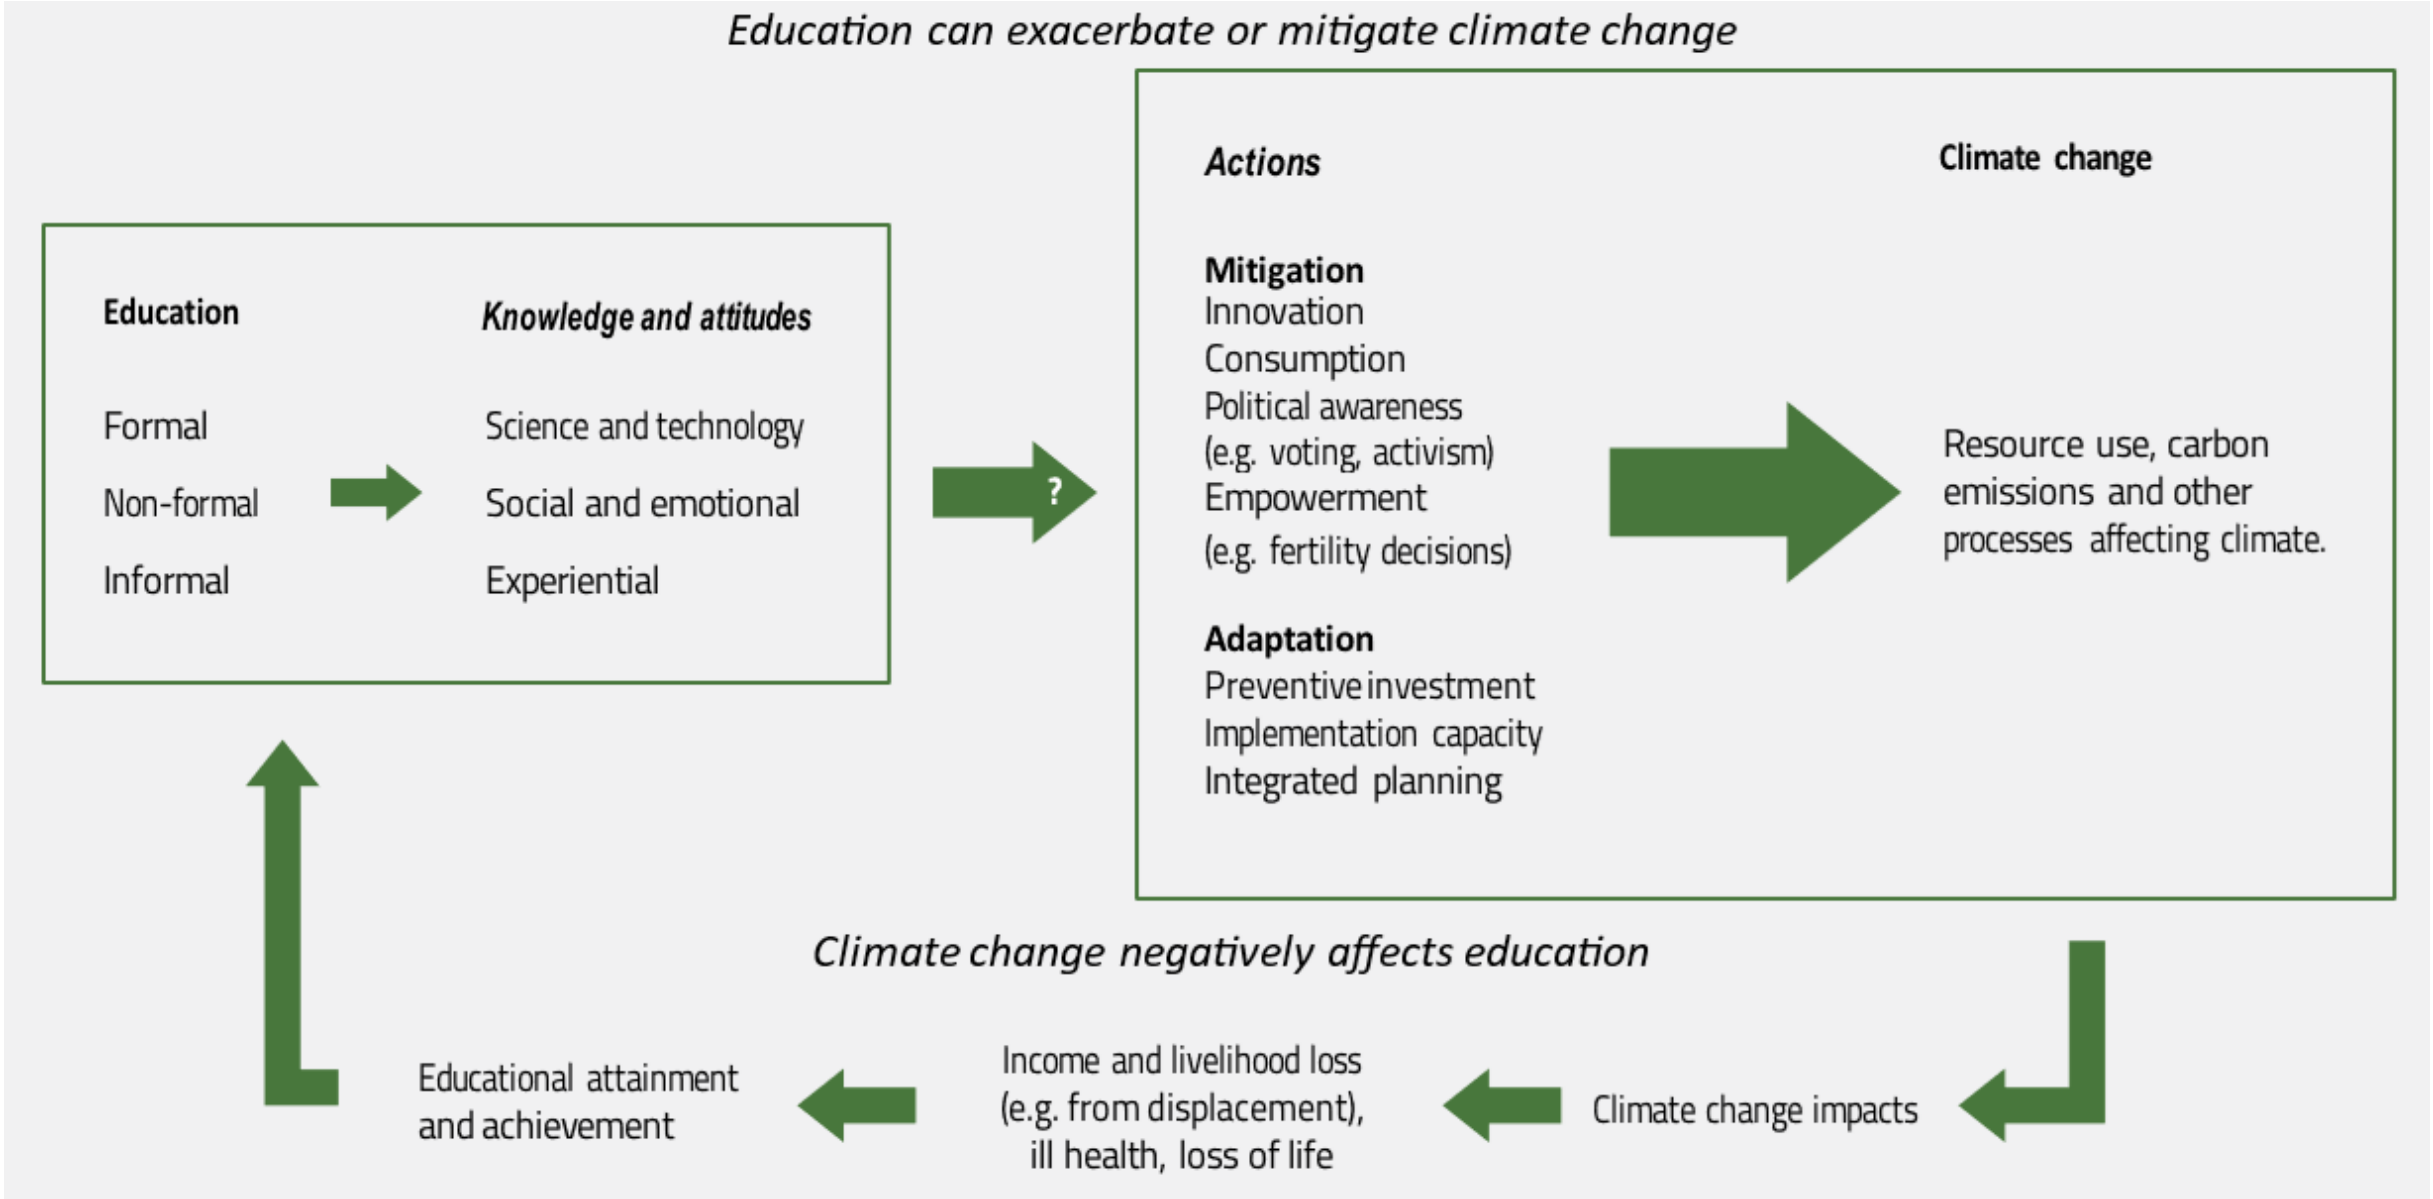 Education can exacerbate or mitigate climate change
Education
Knowledge and attitudes
Formal
Science and technology
Non-formal
Social and emotional
Informal
Experiential
?
Actions
Mitigation
Innovation
Consumption
Political awareness
(e.g. voting, activism)
Empowerment
(e.g. fertility decisions)
Adaptation
Preventive investment
Implementation capacity
Integrated planning
Climate change
Resource use, carbon
emissions and other
processes affecting climate.
Climate change negatively affects education
Educational attainment
and achievement
Income and livelihood loss
(e.g. from displacement),
ill health, loss of life
Climate change impacts